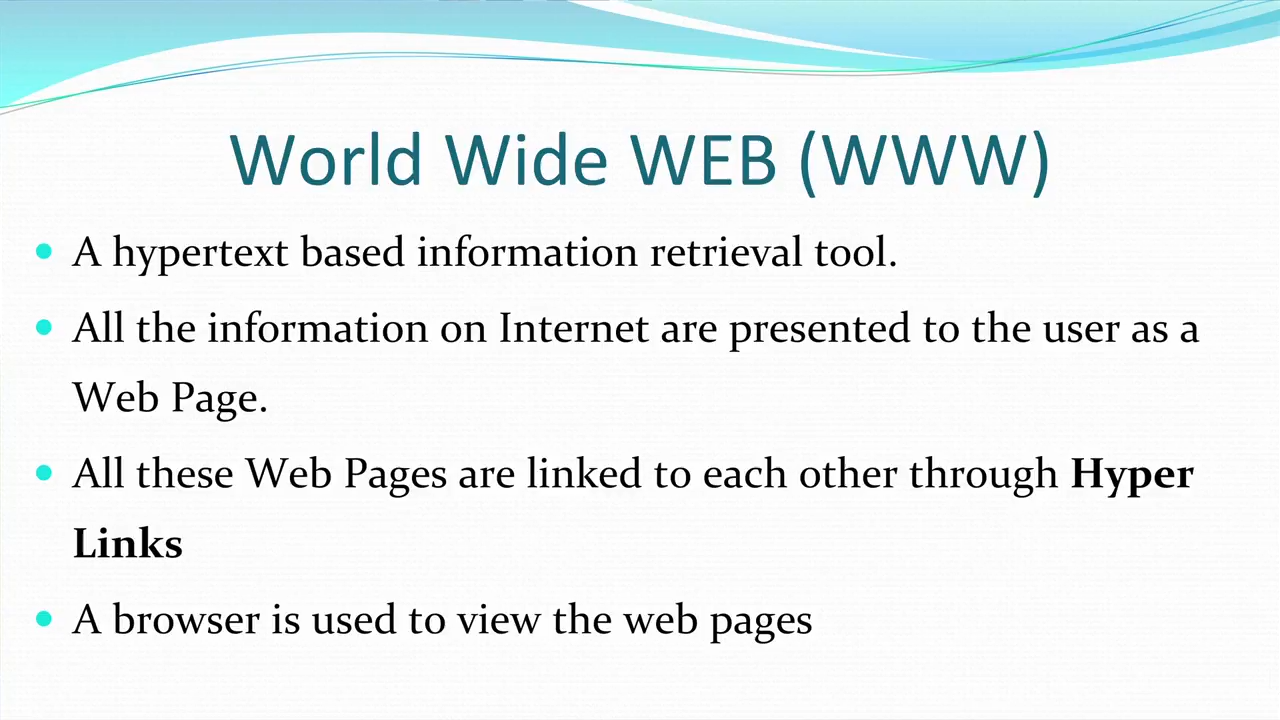 World Wide WEB (WWW)
• A hypertext based information retrieval tool.
• All the information on Internet are presented to the user as a
Web Page.
• All these Web Pages are linked to each other through Hyper
Links
• A browser is used to view the web pages